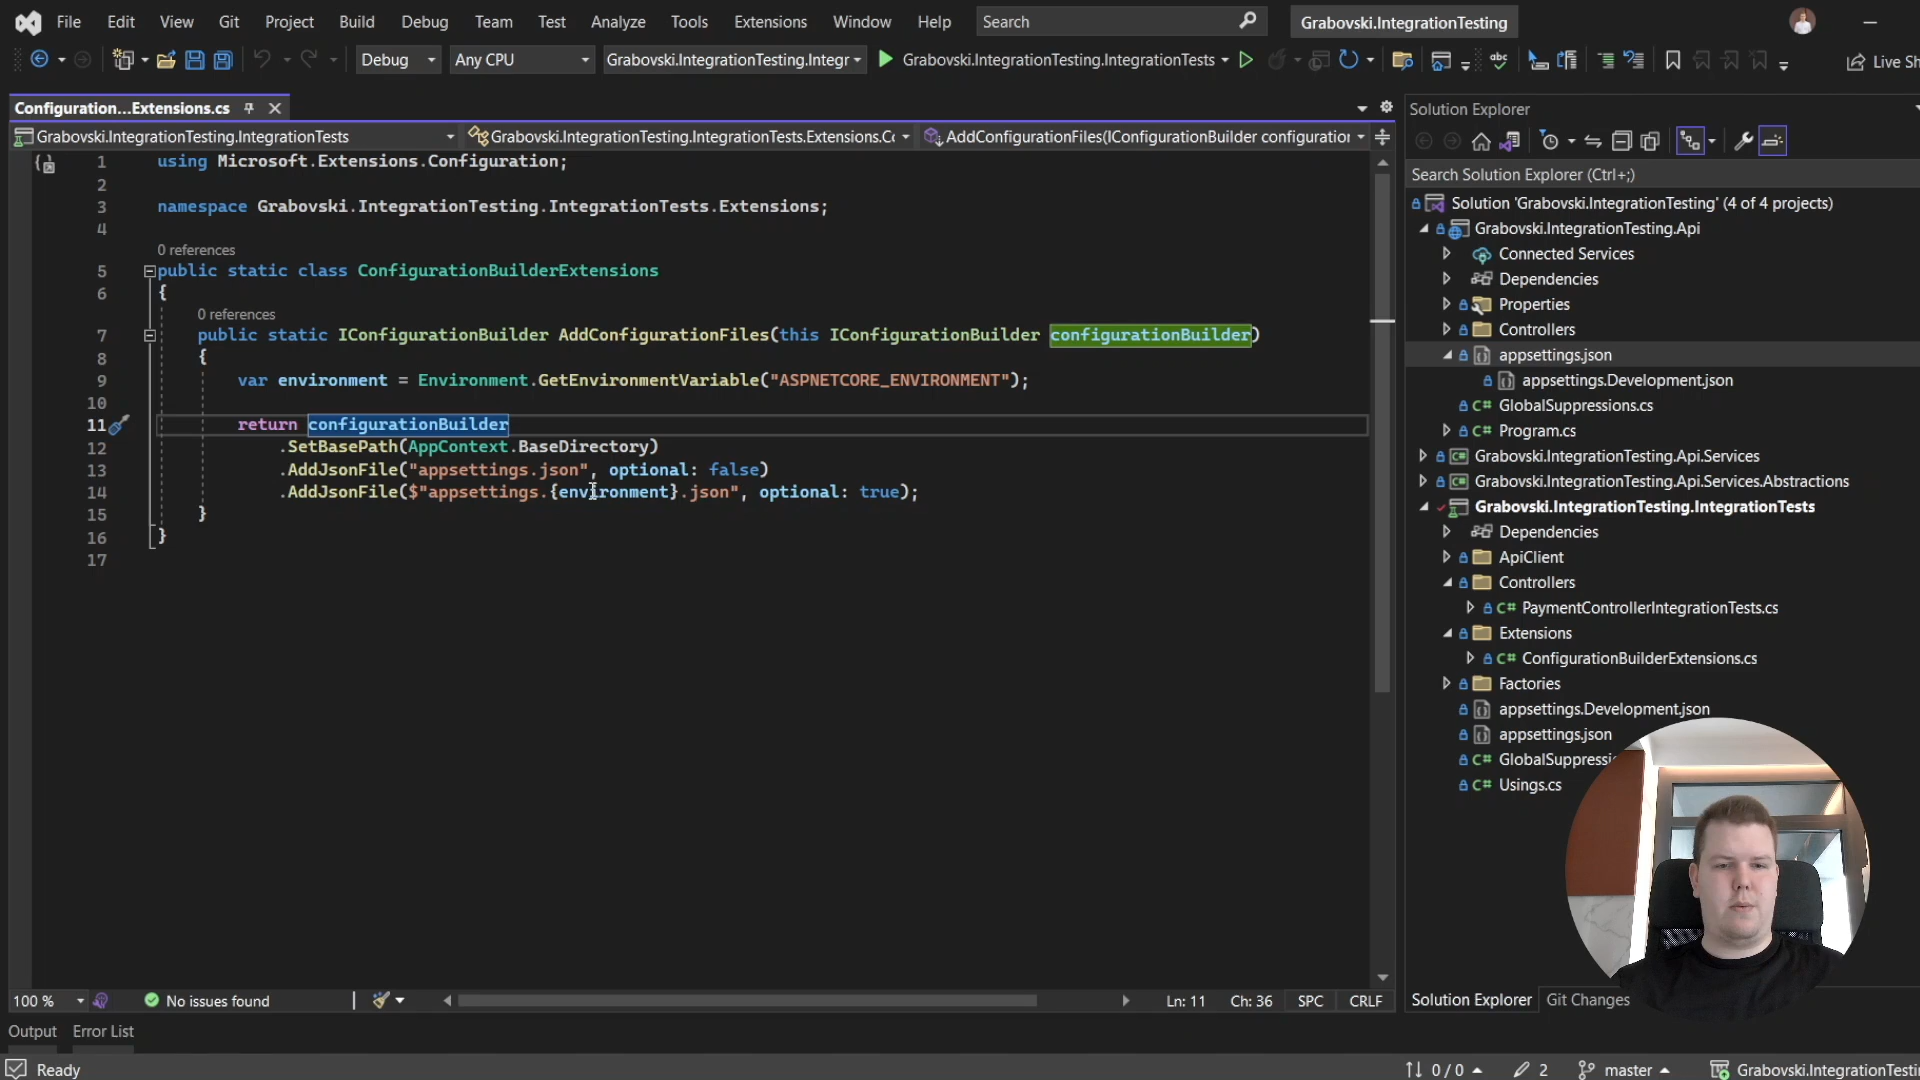 File Edit View Git Project Build Debug Team Test Analyze Tools Extensions Window Help Search Grabovski.IntegrationTesting
Debug Any CPU Grabovski.IntegrationTesting.Integr Grabovski.IntegrationTesting.IntegrationTests Live Sh
Configuration...Extensions.cs
Grabovski.IntegrationTesting.IntegrationTests Grabovski.IntegrationTesting.IntegrationTests.Extensions.Cc AddConfigurationFiles(IConfigurationBuilder configuration
1 using Microsoft.Extensions.Configuration;
2
3 namespace Grabovski.IntegrationTesting.IntegrationTests.Extensions;
4
0 references
5 public static class ConfigurationBuilderExtensions
6 {
0 references
7 public static IConfigurationBuilder AddConfigurationFiles(this IConfigurationBuilder configurationBuilder)
8 {
9 var environment = Environment.GetEnvironmentVariable("ASPNETCORE_ENVIRONMENT");
10
11 return configurationBuilder
12 .SetBasePath(AppContext.BaseDirectory)
13 .AddJsonFile("appsettings.json", optional: false)
14 .AddJsonFile($"appsettings.{environment}.json", optional: true);
15 }
16 }
17
100 % No issues found Ln: 11 Ch: 36 SPC CRLF
Output Error List
Ready 0 / 0 2 master Grabovski.IntegrationTesti
Solution Explorer
Search Solution Explorer (Ctrl+;)
Solution 'Grabovski.IntegrationTesting' (4 of 4 projects)
Grabovski.IntegrationTesting.Api
Connected Services
Dependencies
Properties
Controllers
appsettings.json
appsettings.Development.json
C# GlobalSuppressions.cs
C# Program.cs
C# Grabovski.IntegrationTesting.Api.Services
C# Grabovski.IntegrationTesting.Api.Services.Abstractions
Grabovski.IntegrationTesting.IntegrationTests
Dependencies
ApiClient
Controllers
C# PaymentControllerIntegrationTests.cs
Extensions
C# ConfigurationBuilderExtensions.cs
Factories
appsettings.Development.json
appsettings.json
C# GlobalSuppressi
C# Usings.cs
Solution Explorer Git Changes